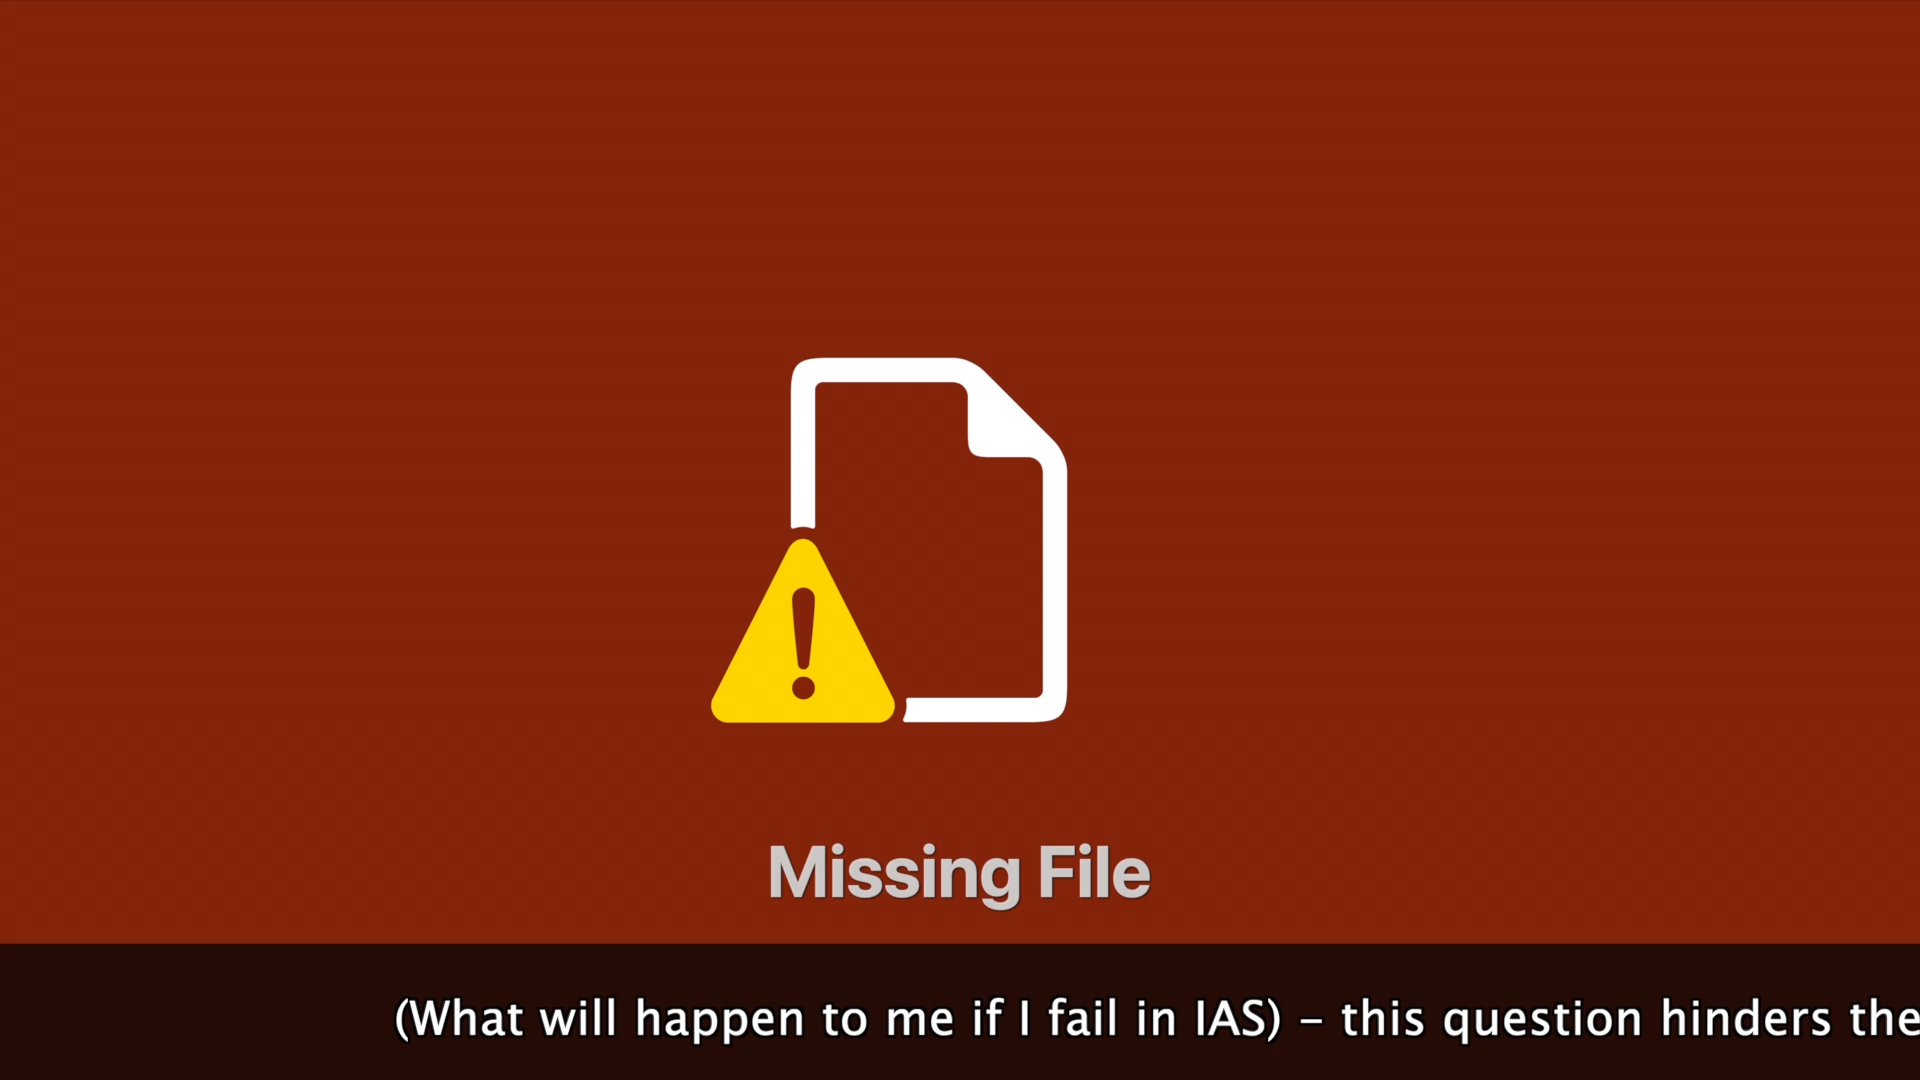 Missing File
(What will happen to me if I fail in IAS) – this question hinders the